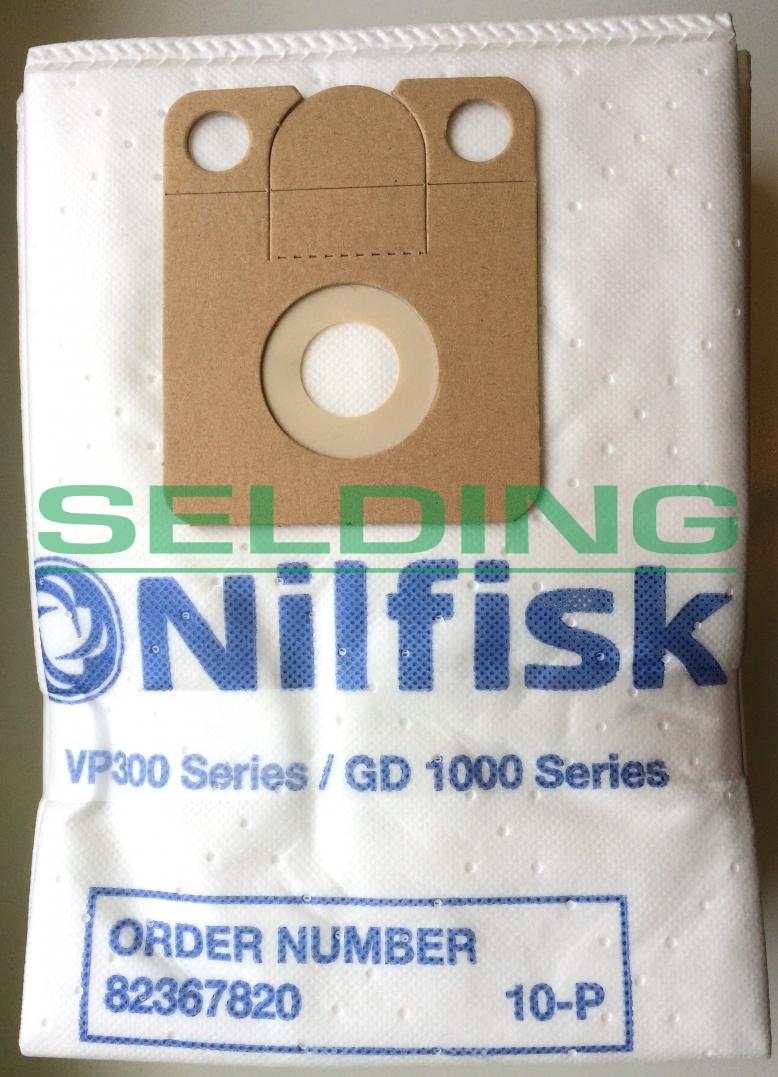 SELDING
Nilfisk
VP300 Series / GD 1000 Series
ORDER NUMBER
82367820 10-P